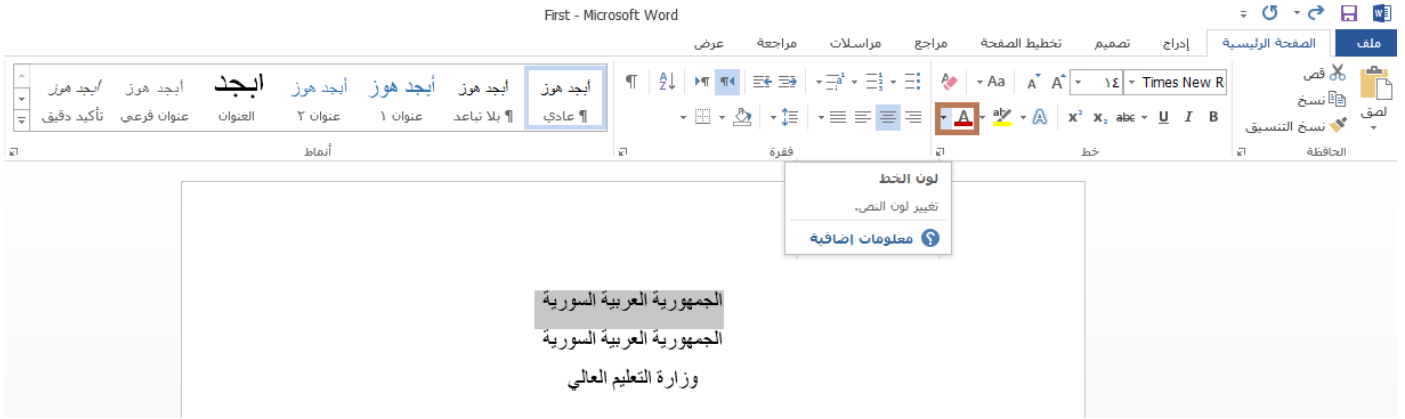 First - Microsoft Word
ملف الصفحة الرئيسية إدراج تصميم تخطيط الصفحة مراجع مراسلات مراجعة عرض
لصق
قص
نسخ
نسخ التنسيق
الحافظة
Times New R ١٤ A A Aa
B I U abc x₂ x² A aby A
خط
فقرة
أبجد هوز أبجد هوز أبجد هوز أبجد هوز ابجد أبجد هوز أبجد هوز
¶ عادي ¶ بلا تباعد عنوان ١ عنوان ٢ العنوان عنوان فرعي تأكيد دقيق
أنماط
لون الخط
تغيير لون النص.
معلومات إضافية
الجمهورية العربية السورية
الجمهورية العربية السورية
وزارة التعليم العالي